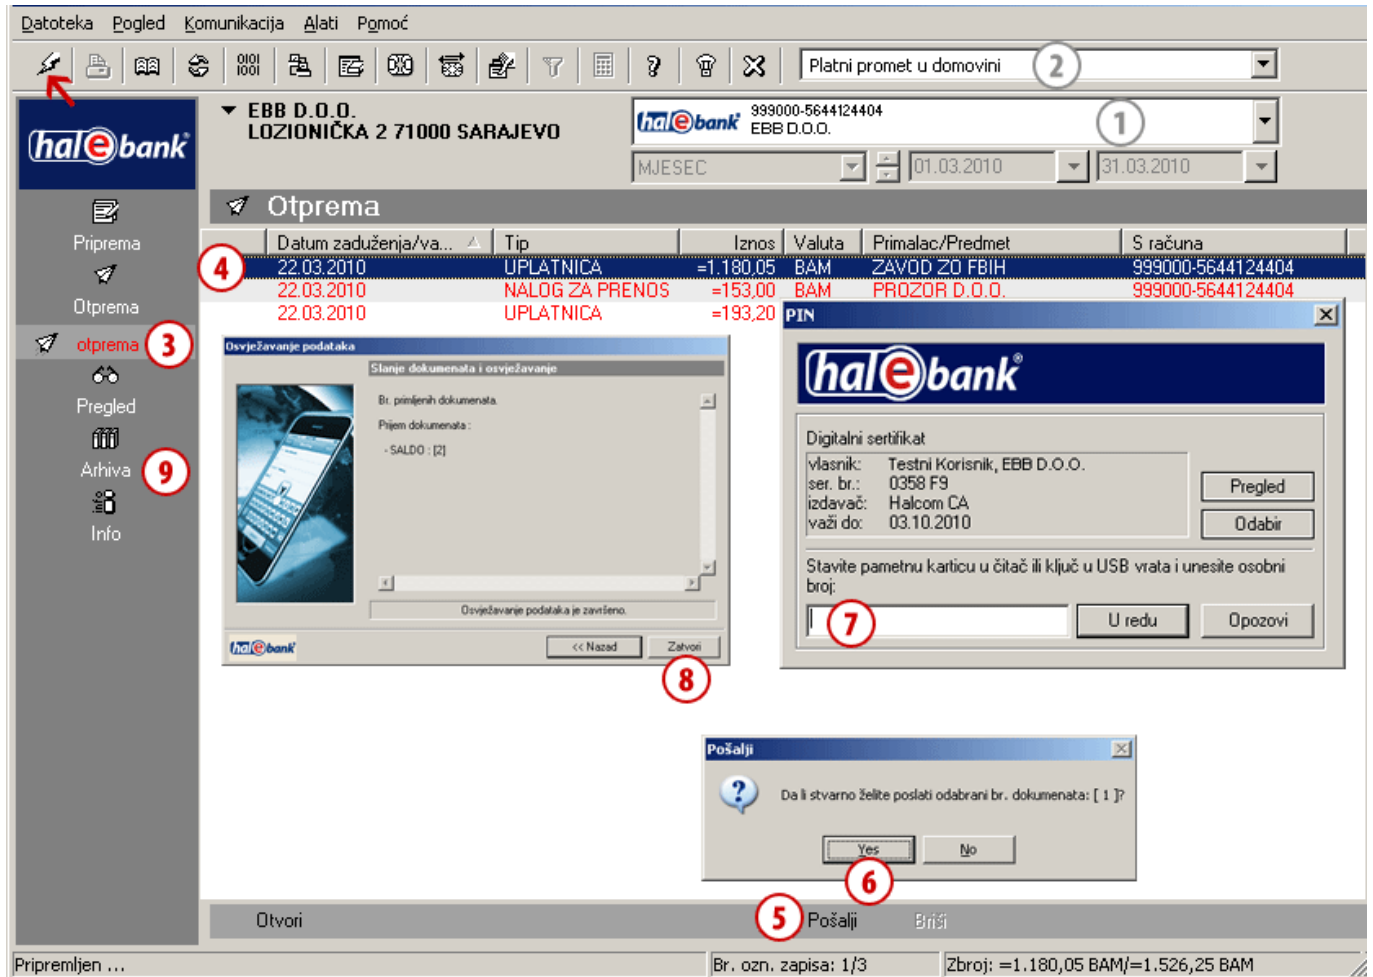 Datoteka Pogled Komunikacija Alati Pomoć
Platni promet u domovini 2
hal@bank
EBB D.O.O.
LOZIONIČKA 2 71000 SARAJEVO
hal@bank 999000-5644124404
EBB D.O.O. 1
MJESEC 01.03.2010 31.03.2010
Otprema
Datum zaduženja/va... Tip Iznos Valuta Primalac/Predmet S računa
4 22.03.2010 UPLATNICA =1.180,05 BAM ZAVOD ZO FBIH 999000-5644124404
22.03.2010 NALOG ZA PRENOS =153,00 BAM PROZOR D.O.O. 999000-5644124404
22.03.2010 UPLATNICA =193,20
Priprema
Otprema
otprema 3
Pregled
Arhiva 9
Info
Osvježavanje podataka
Slanje dokumenata i osvježavanje
Br. primljenih dokumenata.
Prijem dokumenata :
- SALDO : [2]
Osvježavanje podataka je završeno.
hal@bank << Nazad Zatvori
8
PIN
hal@bank®
Digitalni sertifikat
vlasnik: Testni Korisnik, EBB D.O.O.
ser. br.: 0358 F9
izdavač: Halcom CA
važi do: 03.10.2010
Pregled
Odabir
Stavite pametnu karticu u čitač ili ključ u USB vrata i unesite osobni
broj:
7 U redu Opozovi
Pošalji
Da li stvarno želite poslati odabrani br. dokumenata: [ 1 ]?
Yes No
6
Otvori 5 Pošalji Briši
Pripremljen ... Br. ozn. zapisa: 1/3 Zbroj: =1.180,05 BAM/=1.526,25 BAM